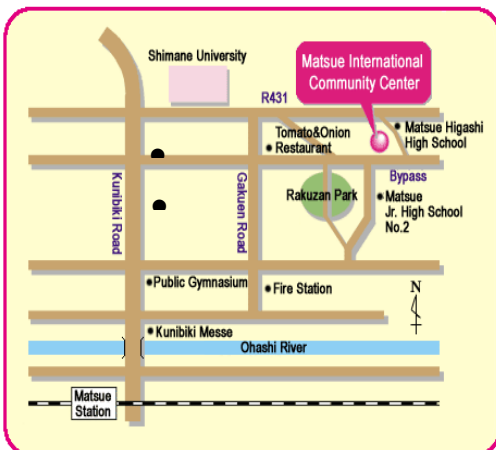 Shimane University
Matsue International
Community Center
R431
Matsue Higashi
High School
Tomato&Onion
Restaurant
Bypass
Kunibiki Road
Gakuen Road
Rakuzan Park
Matsue
Jr. High School
No.2
Public Gymnasium
Fire Station
N
Kunibiki Messe
Ohashi River
Matsue
Station